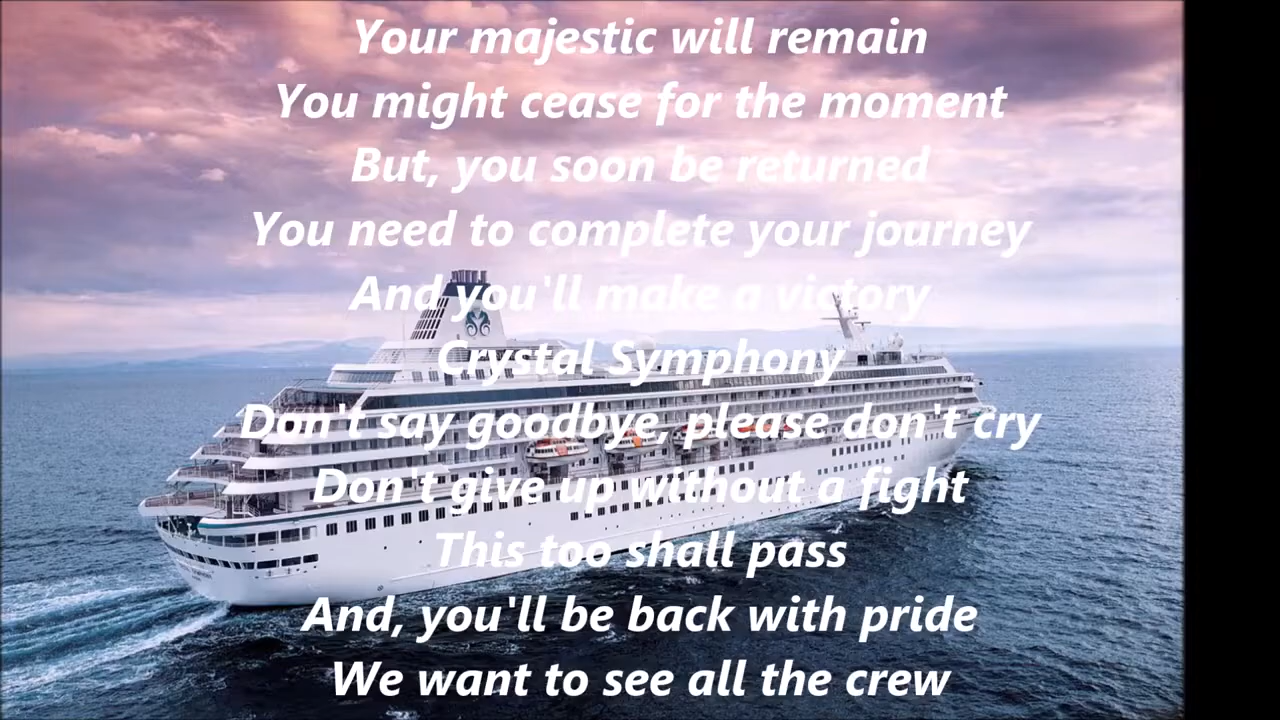 Your majestic will remain
You might cease for the moment
But, you soon be returned
You need to complete your journey
And you'll make a victory
Crystal Symphony
Don't say goodbye, please don't cry
Don't give up without a fight
This too shall pass
And, you'll be back with pride
We want to see all the crew